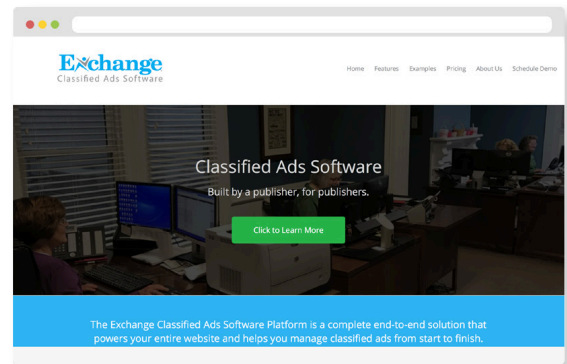 Exchange
Classified Ads Software
Home Features Examples Pricing About Us Schedule Demo
Classified Ads Software
Built by a publisher, for publishers.
Click to Learn More
The Exchange Classified Ads Software Platform is a complete end-to-end solution that
powers your entire website and helps you manage classified ads from start to finish.